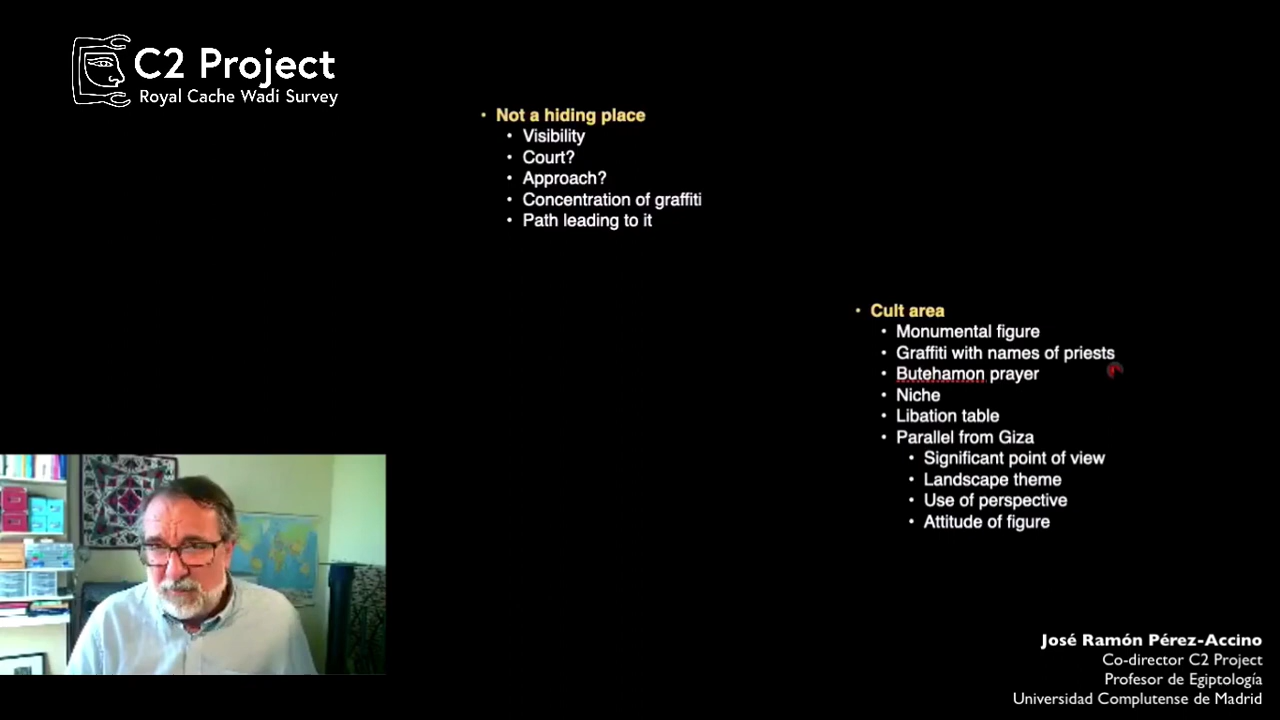 C2 Project
Royal Cache Wadi Survey
• Not a hiding place
• Visibility
• Court?
• Approach?
• Concentration of graffiti
• Path leading to it
• Cult area
• Monumental figure
• Graffiti with names of priests
• Butehamon prayer
• Niche
• Libation table
• Parallel from Giza
• Significant point of view
• Landscape theme
• Use of perspective
• Attitude of figure
José Ramón Pérez-Accino
Co-director C2 Project
Profesor de Egiptología
Universidad Complutense de Madrid